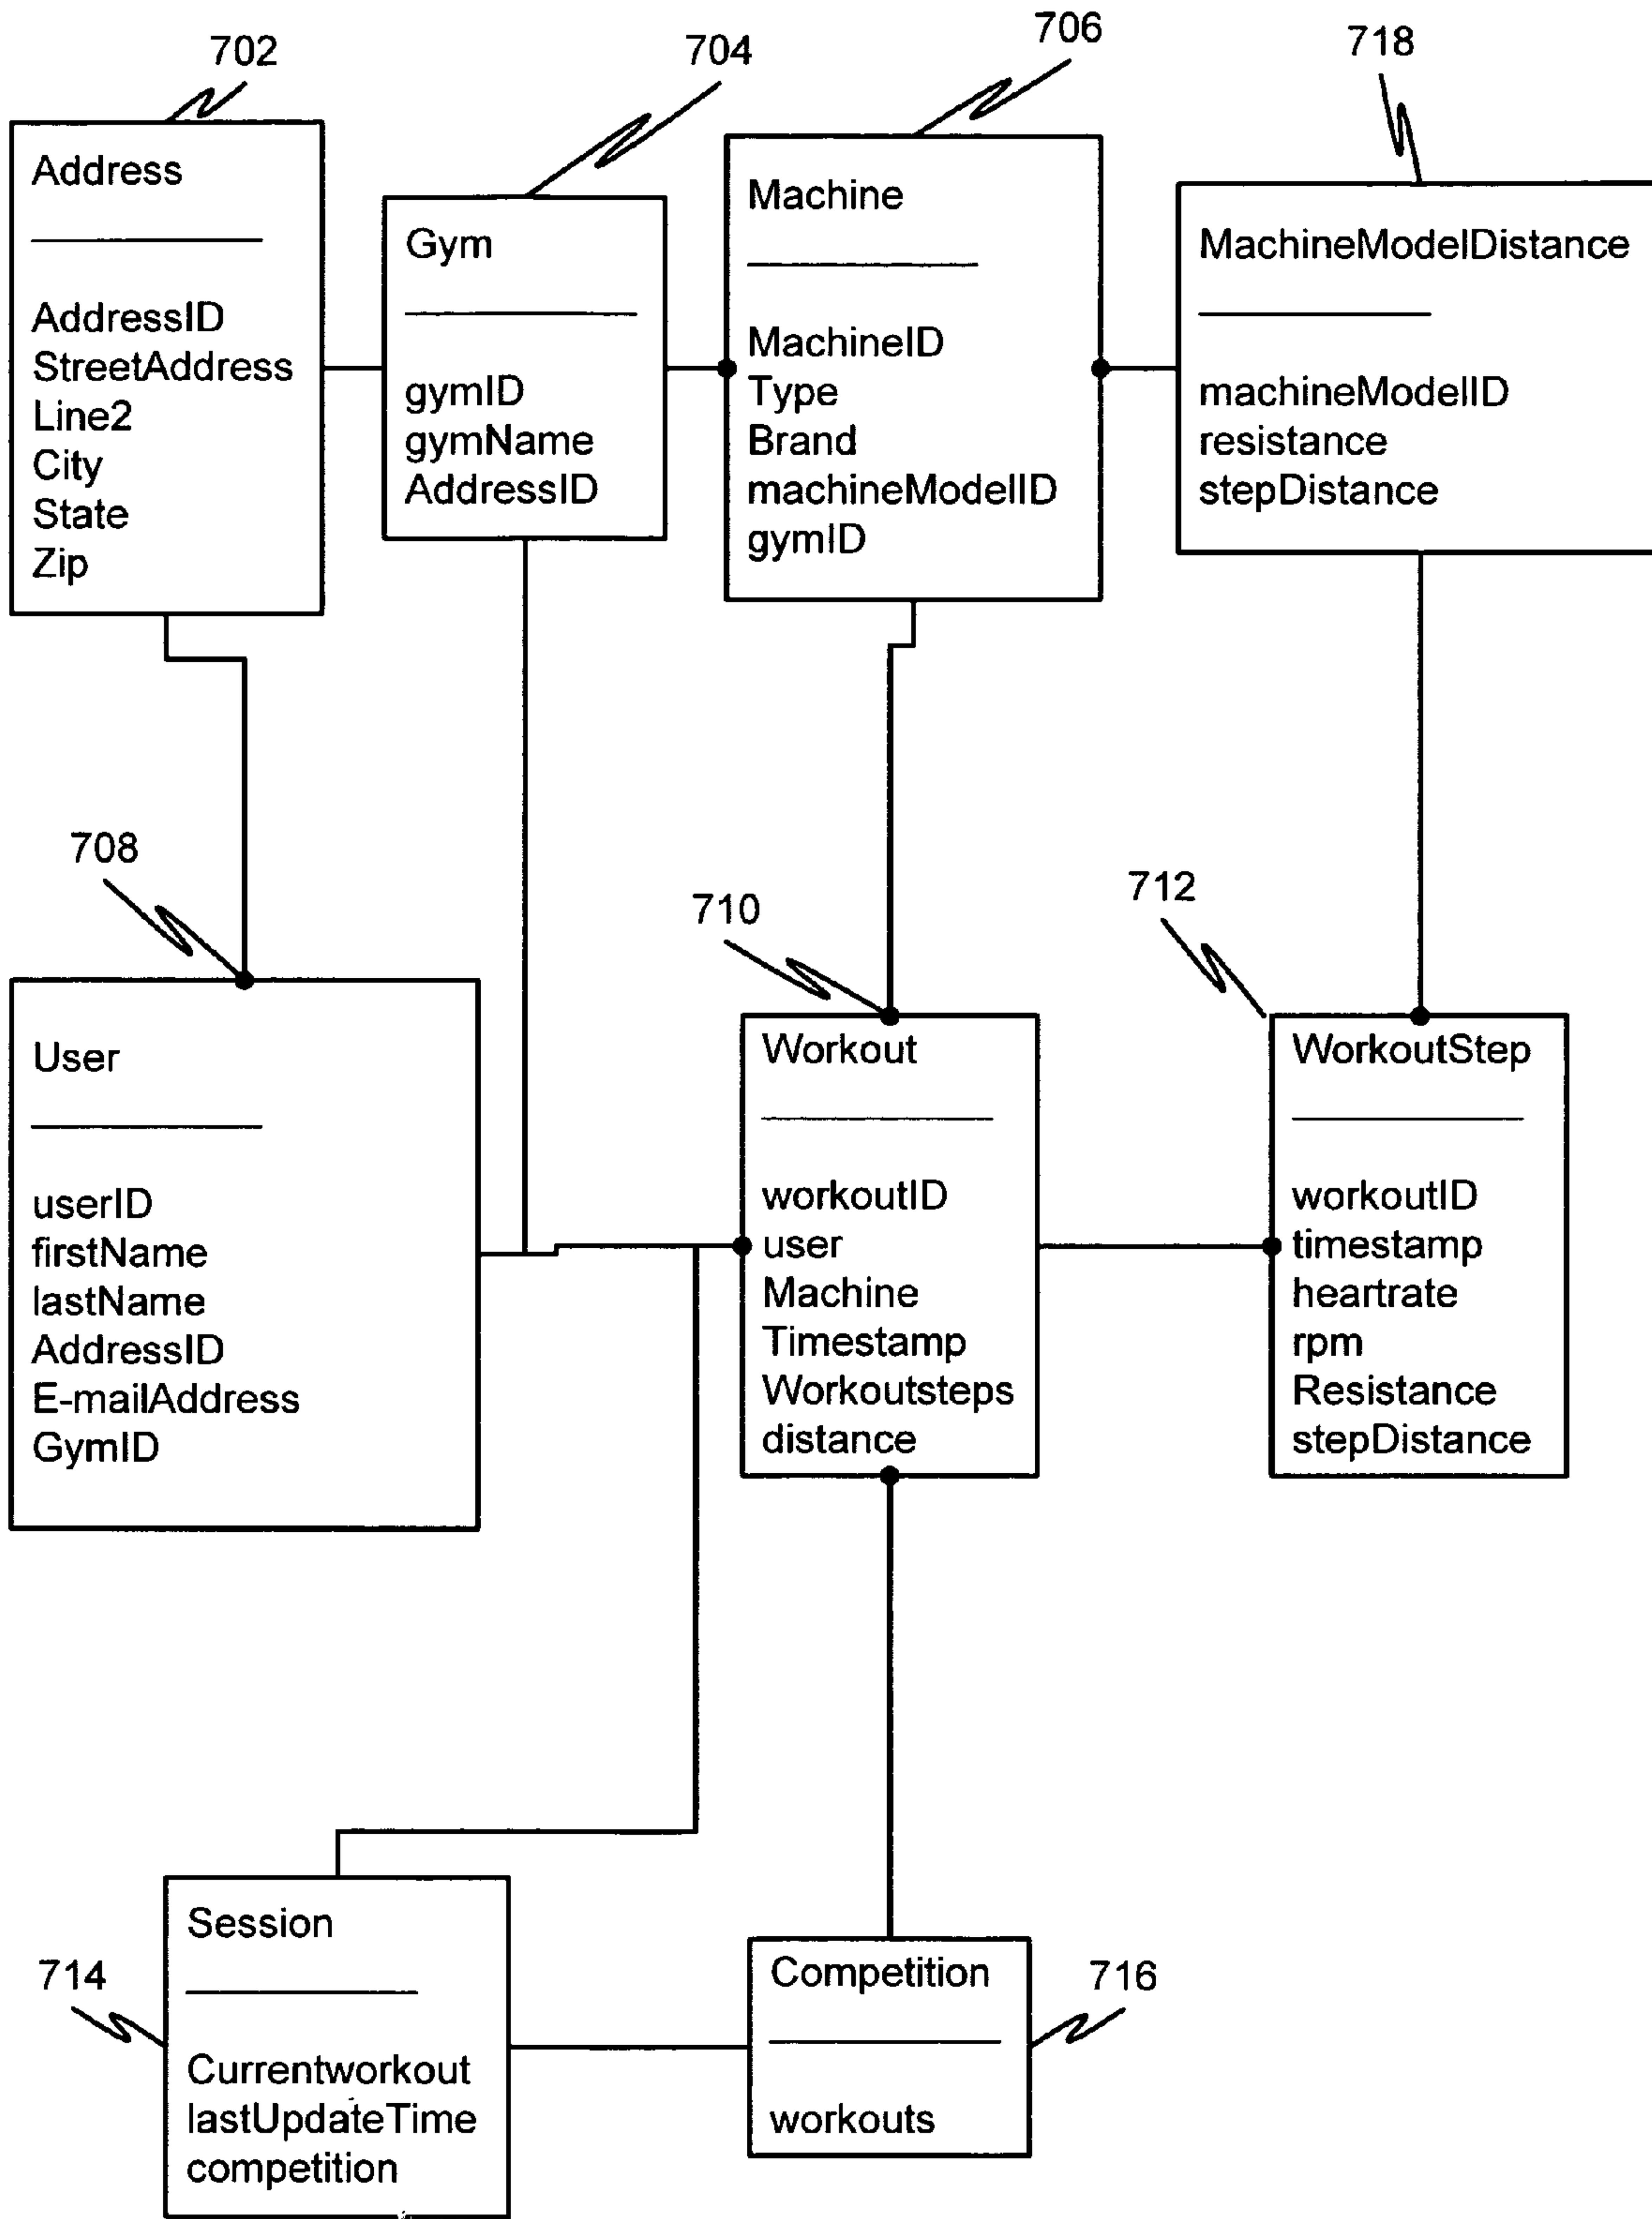 702
704
706
718
Address
AddressID
StreetAddress
Line2
City
State
Zip
Gym
gymID
gymName
AddressID
Machine
MachineID
Type
Brand
machineModelID
gymID
MachineModelDistance
machineModelID
resistance
stepDistance
708
710
712
User
userID
firstName
lastName
AddressID
E-mailAddress
GymID
Workout
workoutID
user
Machine
Timestamp
Workoutsteps
distance
WorkoutStep
workoutID
timestamp
heartrate
rpm
Resistance
stepDistance
714
Session
Currentworkout
lastUpdateTime
competition
Competition
workouts
716